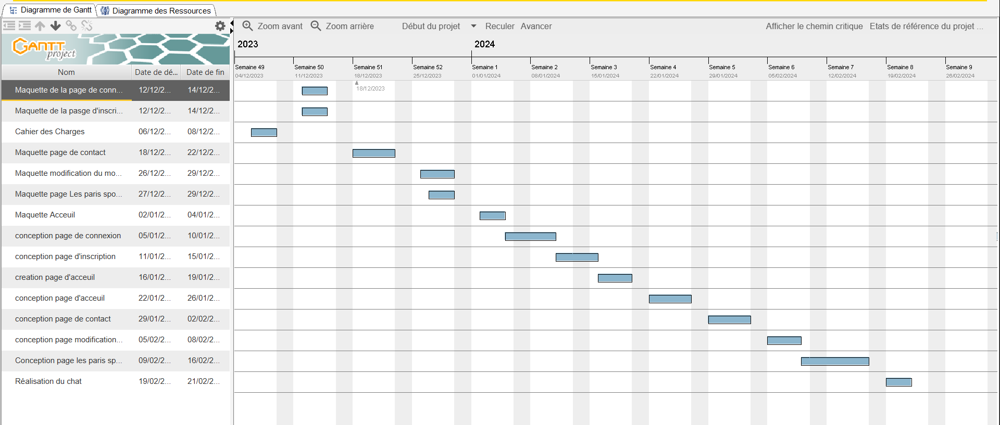 Diagramme de Gantt Diagramme des Ressources
Zoom avant Zoom arrière Début du projet Reculer Avancer Afficher le chemin critique Etats de référence du projet ...
GANTT project
2023 2024
Nom Date de dé... Date de fin
Semaine 49 Semaine 50 Semaine 51 Semaine 52 Semaine 1 Semaine 2 Semaine 3 Semaine 4 Semaine 5 Semaine 6 Semaine 7 Semaine 8 Semaine 9
04/12/2023 11/12/2023 18/12/2023 25/12/2023 01/01/2024 08/01/2024 15/01/2024 22/01/2024 29/01/2024 05/02/2024 12/02/2024 19/02/2024 26/02/2024
18/12/2023
Maquette de la page de conn... 12/12/2... 14/12/2...
Maquette de la pasge d'inscri... 12/12/2... 14/12/2...
Cahier des Charges 06/12/2... 08/12/2...
Maquette page de contact 18/12/2... 22/12/2...
Maquette modification du mo... 26/12/2... 29/12/2...
Maquette page Les paris spo... 27/12/2... 29/12/2...
Maquette Acceuil 02/01/2... 04/01/2...
conception page de connexion 05/01/2... 10/01/2...
conception page d'inscription 11/01/2... 15/01/2...
creation page d'acceuil 16/01/2... 19/01/2...
conception page d'acceuil 22/01/2... 26/01/2...
conception page de contact 29/01/2... 02/02/2...
conception page modification... 05/02/2... 08/02/2...
Conception page les paris sp... 09/02/2... 16/02/2...
Réalisation du chat 19/02/2... 21/02/2...